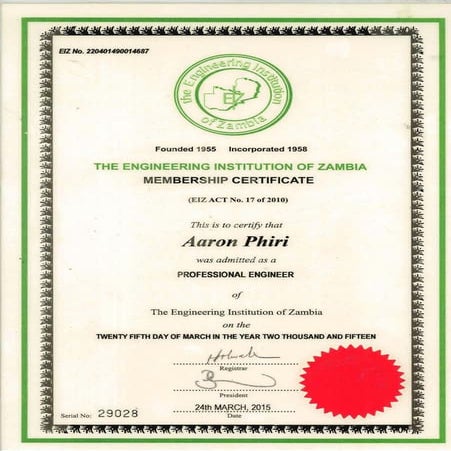 EIZ No. 220401490014687
the Engineering Institution
of Zambia
EIZ
Founded 1955 Incorporated 1958
THE ENGINEERING INSTITUTION OF ZAMBIA
MEMBERSHIP CERTIFICATE
(EIZ ACT No. 17 of 2010)
This is to certify that
Aaron Phiri
was admitted as a
PROFESSIONAL ENGINEER
of
The Engineering Institution of Zambia
on the
TWENTY FIFTH DAY OF MARCH IN THE YEAR TWO THOUSAND AND FIFTEEN
Registrar
President
24th MARCH, 2015
Date
Serial No: 29028